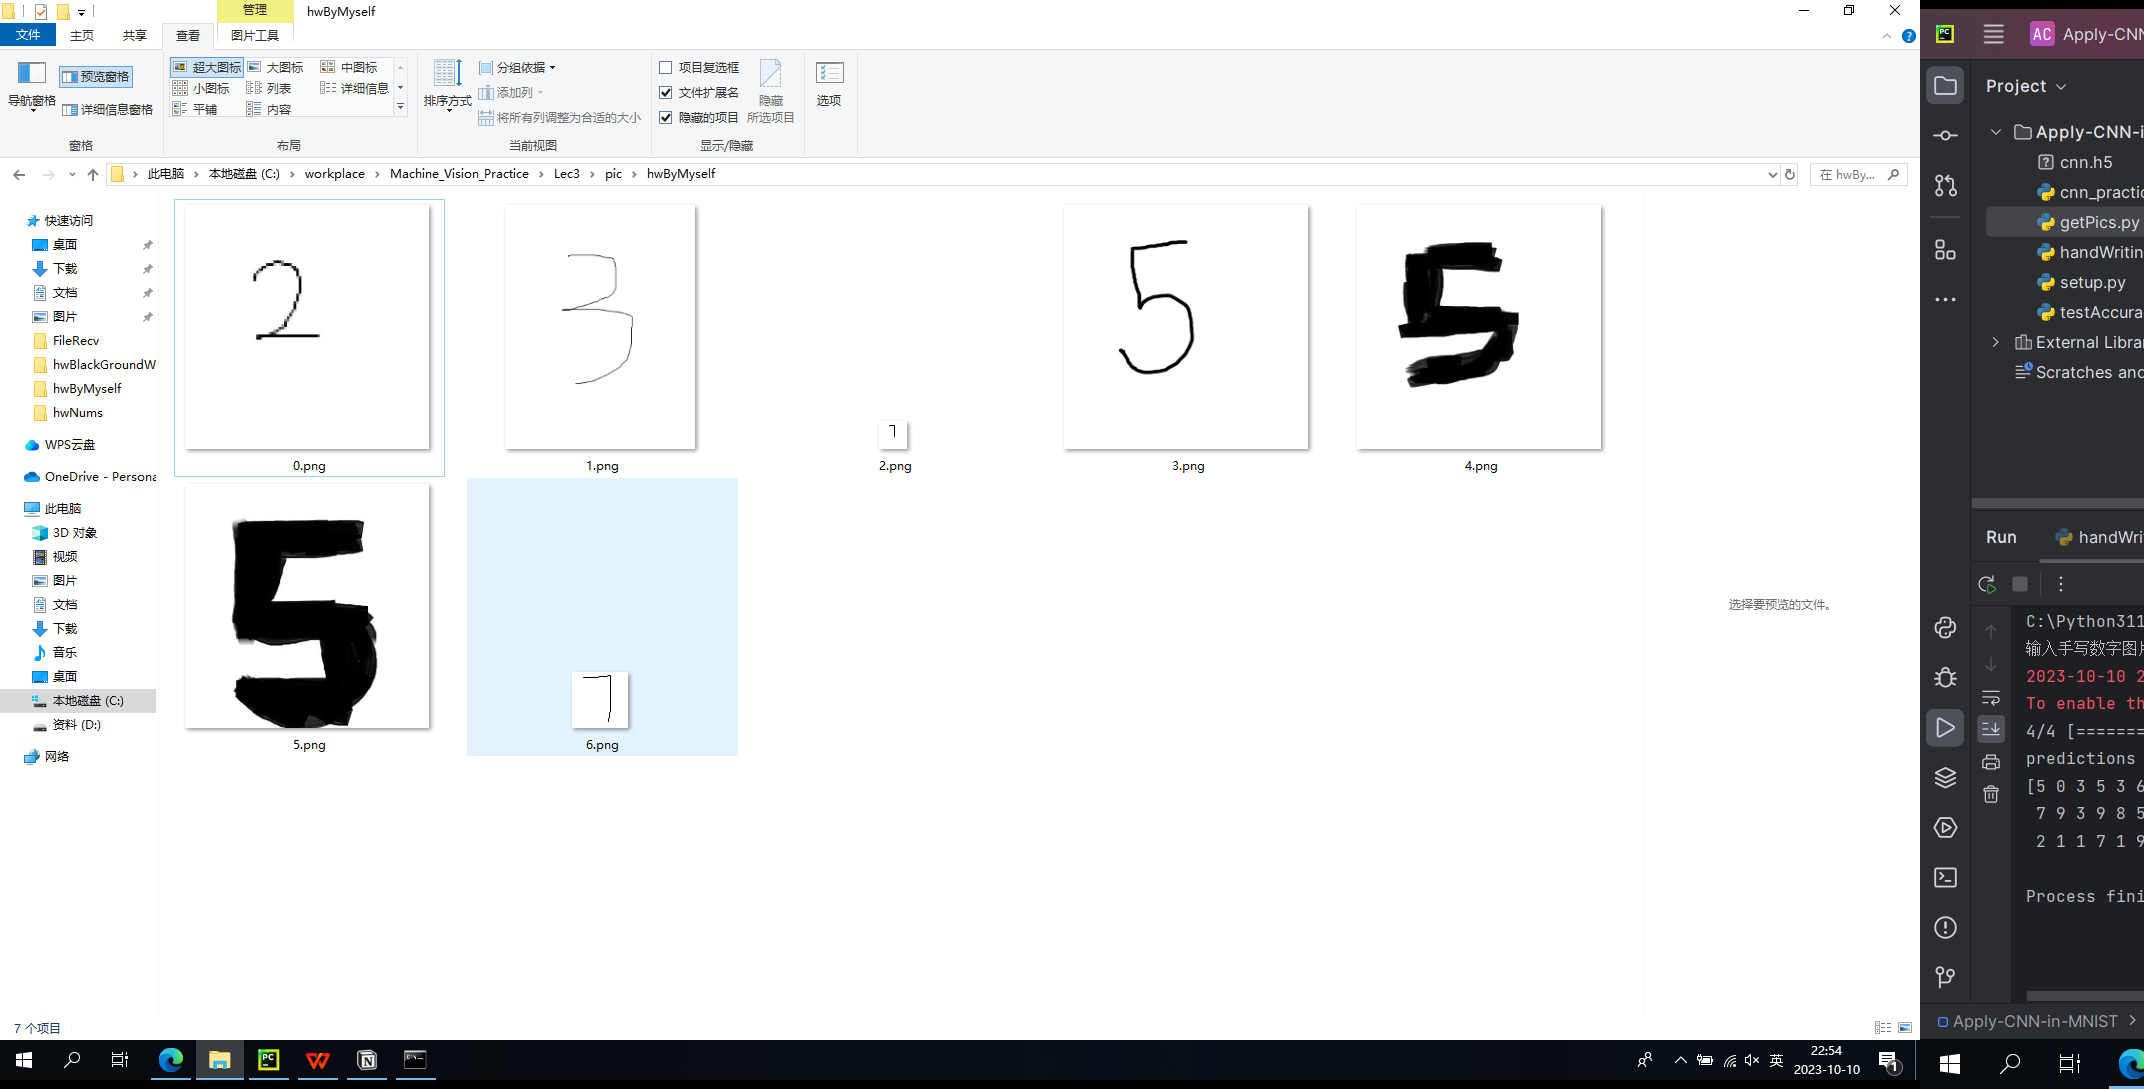 管理
hwByMyself
文件
主页
共享
查看
图片工具
导航窗格
预览窗格
详细信息窗格
窗格
超大图标
大图标
中图标
小图标
列表
详细信息
平铺
内容
布局
排序方式
分组依据
添加列
将所有列调整为合适的大小
当前视图
项目复选框
文件扩展名
隐藏的项目
隐藏
所选项目
显示/隐藏
选项
此电脑 › 本地磁盘 (C:) › workplace › Machine_Vision_Practice › Lec3 › pic › hwByMyself
在 hwBy...
快速访问
桌面
下载
文档
图片
FileRecv
hwBlackGroundW
hwByMyself
hwNums
WPS云盘
OneDrive - Persona
此电脑
3D 对象
视频
图片
文档
下载
音乐
桌面
本地磁盘 (C:)
资料 (D:)
网络
2
3
7
5
5
0.png
1.png
2.png
3.png
4.png
5
7
5.png
6.png
选择要预览的文件。
7 个项目
英
22:54
2023-10-10
1
PC
AC Apply-CNN
Project
Apply-CNN-i
cnn.h5
cnn_practic
getPics.py
handWritin
setup.py
testAccura
External Librar
Scratches and
Run
handWri
C:\Python311
输入手写数字图片
2023-10-10 2
To enable th
4/4 [=======
predictions
[5 0 3 5 3 6
7 9 3 9 8 5
2 1 1 7 1 9
Process fini
Apply-CNN-in-MNIST